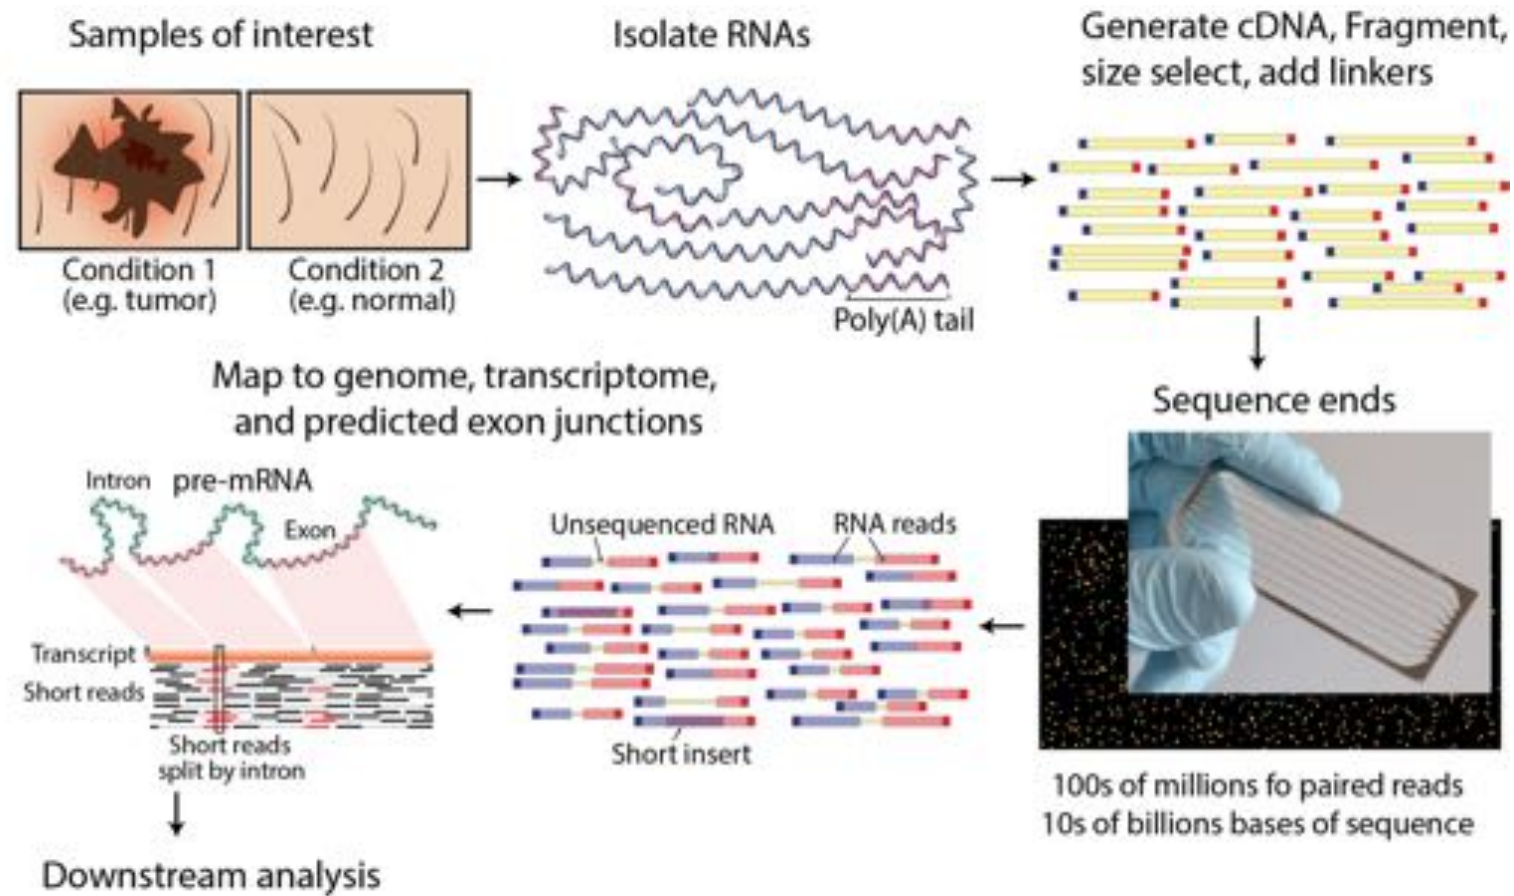 Samples of interest
Isolate RNAs
Generate cDNA, Fragment,
size select, add linkers
Condition 1
(e.g. tumor)
Condition 2
(e.g. normal)
Poly(A) tail
Sequence ends
100s of millions fo paired reads
10s of billions bases of sequence
Unsequenced RNA
RNA reads
Short insert
Map to genome, transcriptome,
and predicted exon junctions
Intron
pre-mRNA
Exon
Transcript
Short reads
Short reads
split by intron
Downstream analysis